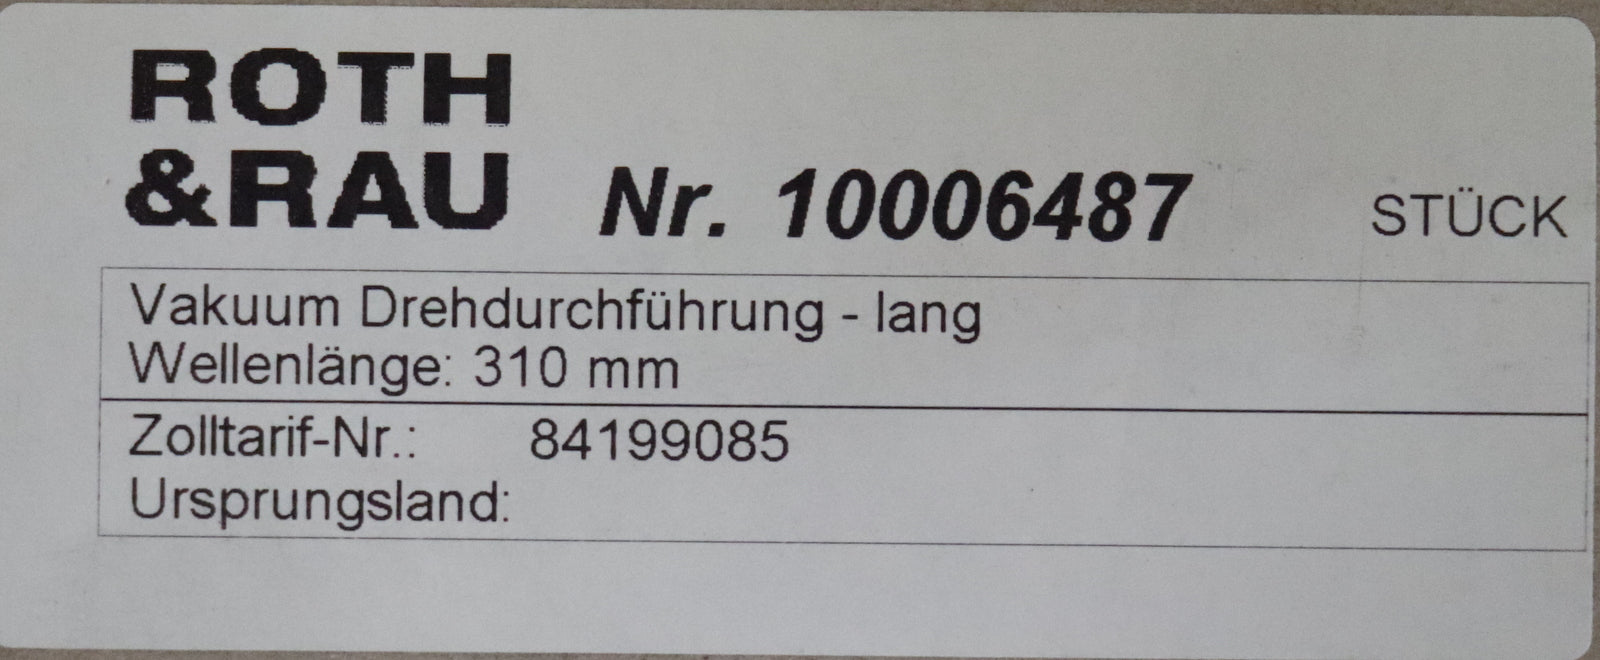 ROTH
&RAU Nr. 10006487 STÜCK
Vakuum Drehdurchführung - lang
Wellenlänge: 310 mm
Zolltarif-Nr.: 84199085
Ursprungsland: